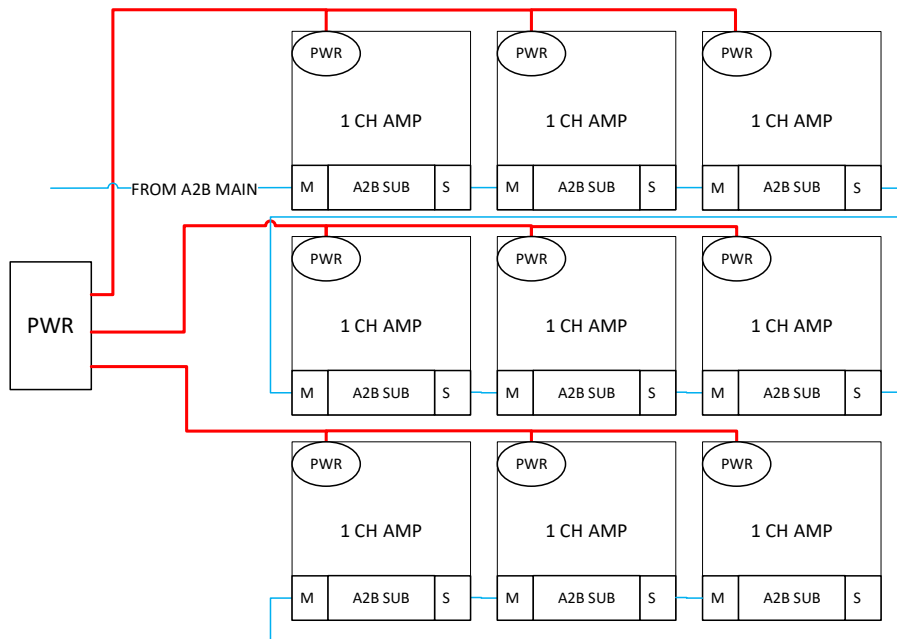 PWR PWR PWR
1 CH AMP 1 CH AMP 1 CH AMP
FROM A2B MAIN M A2B SUB S M A2B SUB S M A2B SUB S
PWR PWR PWR
PWR 1 CH AMP 1 CH AMP 1 CH AMP
M A2B SUB S M A2B SUB S M A2B SUB S
PWR PWR PWR
1 CH AMP 1 CH AMP 1 CH AMP
M A2B SUB S M A2B SUB S M A2B SUB S